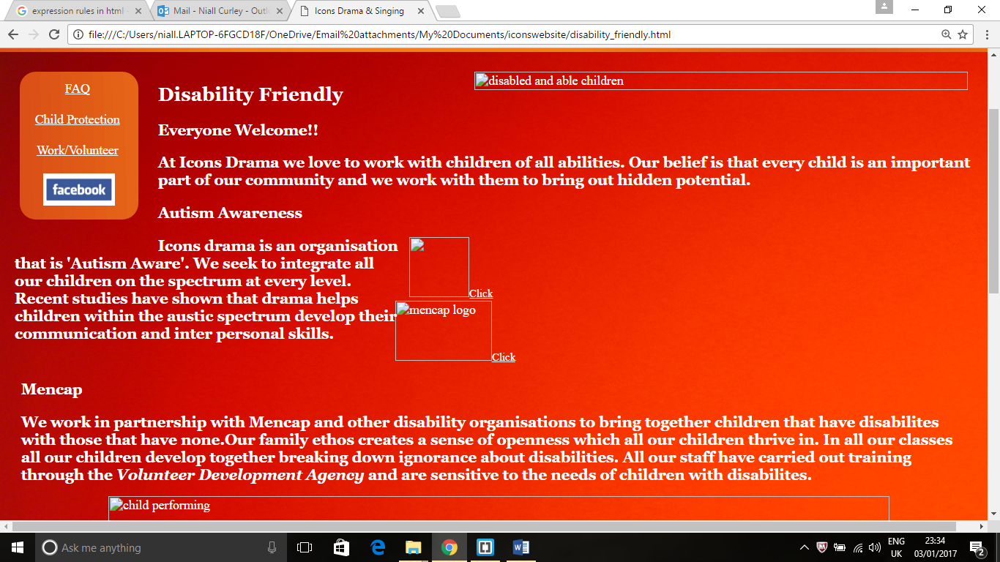 expression rules in html -
Mail - Niall Curley - Outl
Icons Drama & Singing
file:///C:/Users/niall.LAPTOP-6FGCD18F/OneDrive/Email%20attachments/My%20Documents/iconswebsite/disability_friendly.html
FAQ
Child Protection
Work/Volunteer
facebook
disabled and able children
Disability Friendly
Everyone Welcome!!
At Icons Drama we love to work with children of all abilities. Our belief is that every child is an important
part of our community and we work with them to bring out hidden potential.
Autism Awareness
Icons drama is an organisation
that is 'Autism Aware'. We seek to integrate all
our children on the spectrum at every level.
Recent studies have shown that drama helps
children within the austic spectrum develop their
communication and inter personal skills.
Click
mencap logo
Click
Mencap
We work in partnership with Mencap and other disability organisations to bring together children that have disabilites
with those that have none.Our family ethos creates a sense of openness which all our children thrive in. In all our classes
all our children develop together breaking down ignorance about disabilities. All our staff have carried out training
through the Volunteer Development Agency and are sensitive to the needs of children with disabilites.
child performing
Ask me anything
ENG
UK
23:34
03/01/2017
2